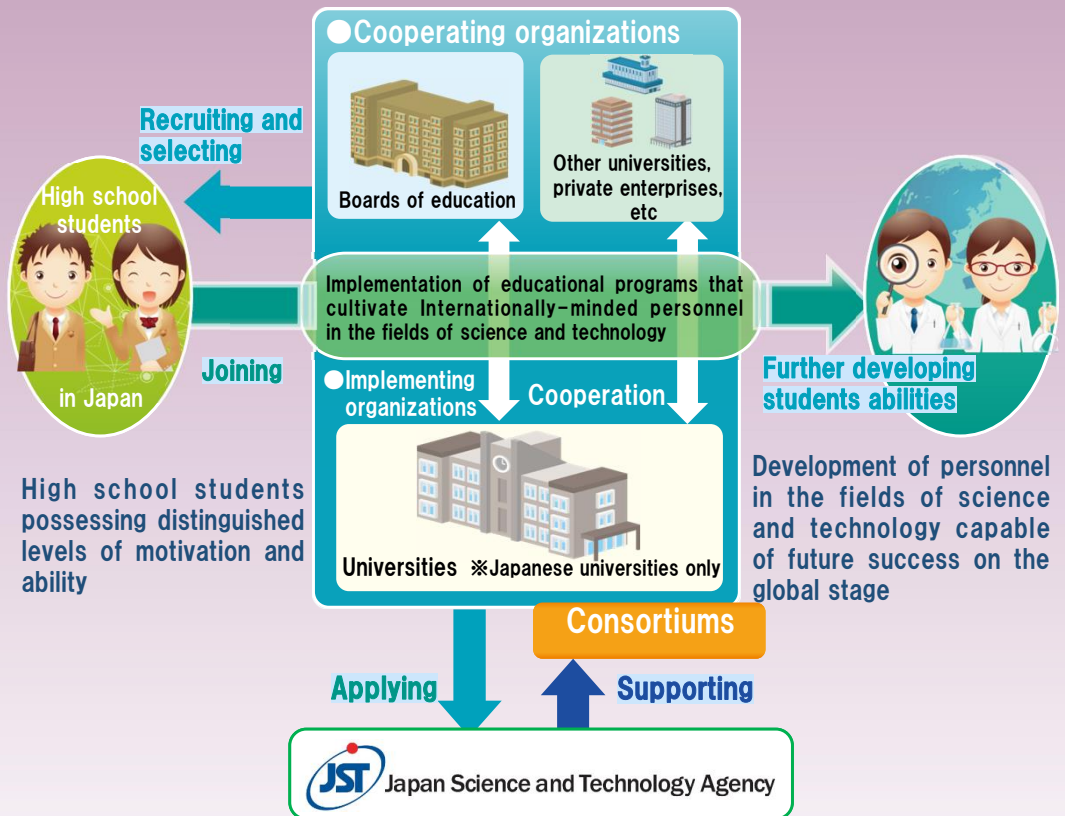 ●Cooperating organizations
Boards of education
Other universities,
private enterprises,
etc
Recruiting and
selecting
High school
students
in Japan
Joining
Implementation of educational programs that
cultivate Internationally-minded personnel
in the fields of science and technology
●Implementing
organizations
Cooperation
Universities ※Japanese universities only
Further developing
students abilities
High school students
possessing distinguished
levels of motivation and
ability
Development of personnel
in the fields of science
and technology capable
of future success on the
global stage
Consortiums
Applying
Supporting
JST Japan Science and Technology Agency